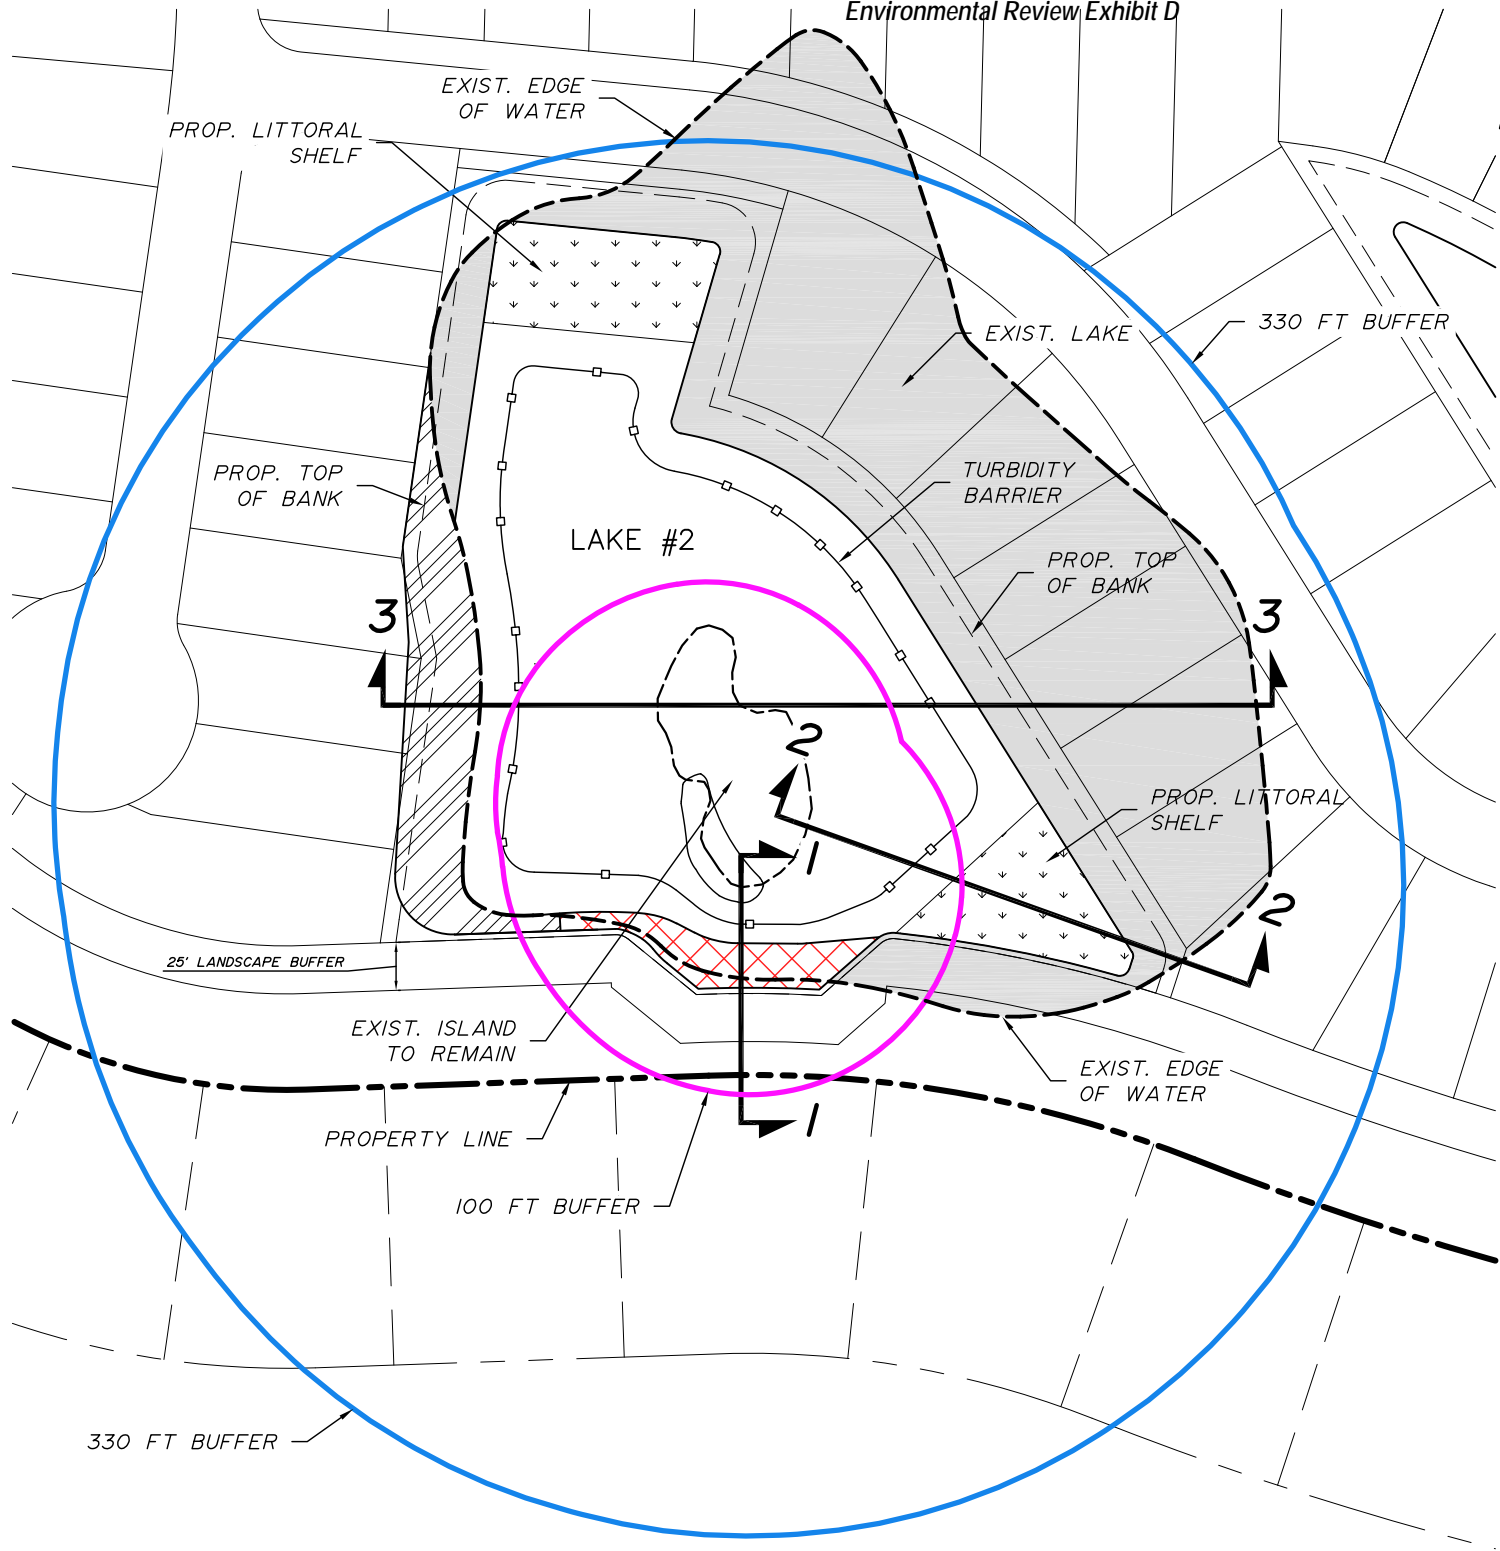 Environmental Review Exhibit D
EXIST. EDGE
OF WATER
PROP. LITTORAL
SHELF
330 FT BUFFER
EXIST. LAKE
PROP. TOP
OF BANK
TURBIDITY
BARRIER
LAKE #2
PROP. TOP
OF BANK
3
3
2
PROP. LITTORAL
SHELF
1
2
25' LANDSCAPE BUFFER
EXIST. ISLAND
TO REMAIN
EXIST. EDGE
OF WATER
1
PROPERTY LINE
100 FT BUFFER
330 FT BUFFER